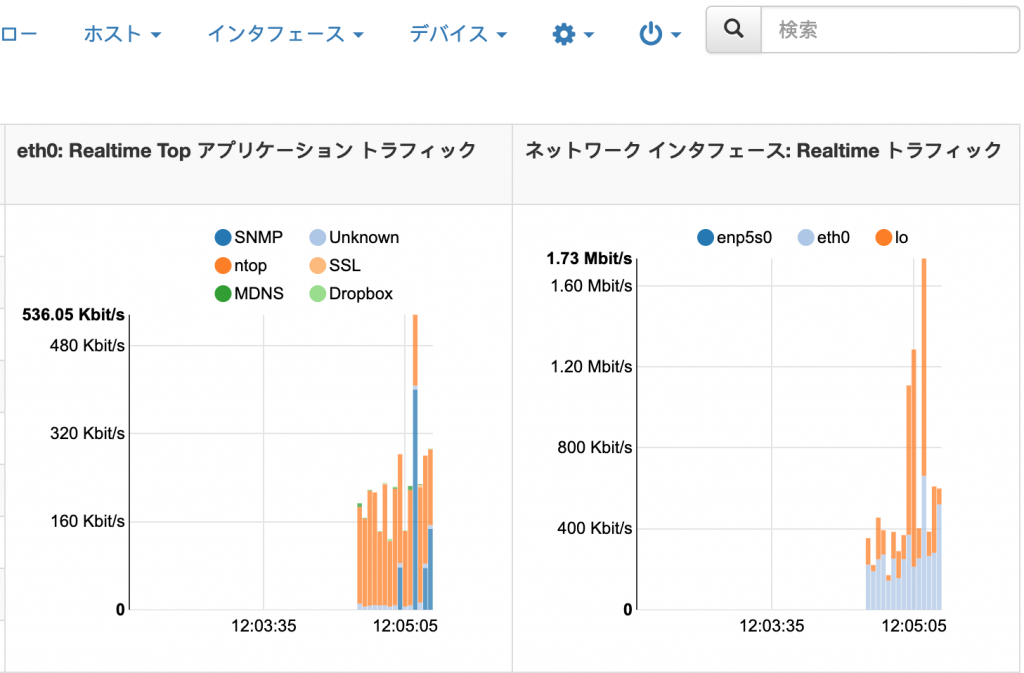 ロー ホスト インタフェース デバイス 検索
eth0: Realtime Top アプリケーション トラフィック
SNMP Unknown
ntop SSL
MDNS Dropbox
536.05 Kbit/s
480 Kbit/s
320 Kbit/s
160 Kbit/s
0
12:03:35 12:05:05
ネットワーク インタフェース: Realtime トラフィック
enp5s0 eth0 lo
1.73 Mbit/s
1.60 Mbit/s
1.20 Mbit/s
800 Kbit/s
400 Kbit/s
0
12:03:35 12:05:05